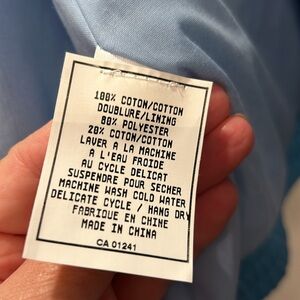 100% COTON/COTTON
DOUBLURE/LINING
80% POLYESTER
20% COTON/COTTON
LAVER A LA MACHINE
A L'EAU FROIDE
AU CYCLE DELICAT
SUSPENDRE POUR SECHER
MACHINE WASH COLD WATER
DELICATE CYCLE / HANG DRY
FABRIQUE EN CHINE
MADE IN CHINA
CA 01241